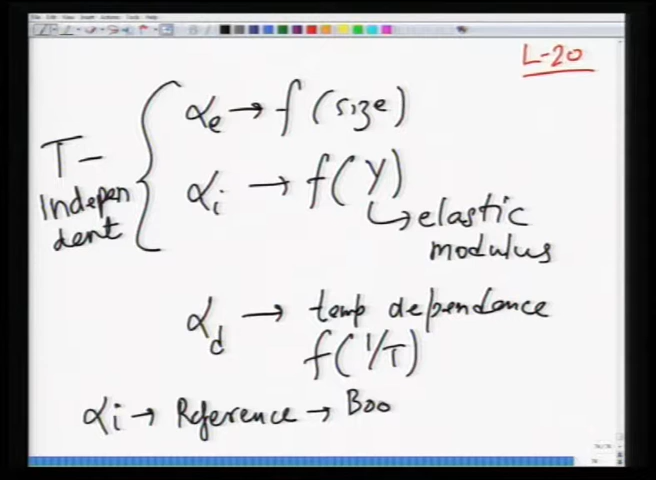 L-20
αe → f (size)
T-
Indepen
dent
αi → f(Y)
↳ elastic
modulus
αd → temp dependence
f(1/T)
αi → Reference → Boo